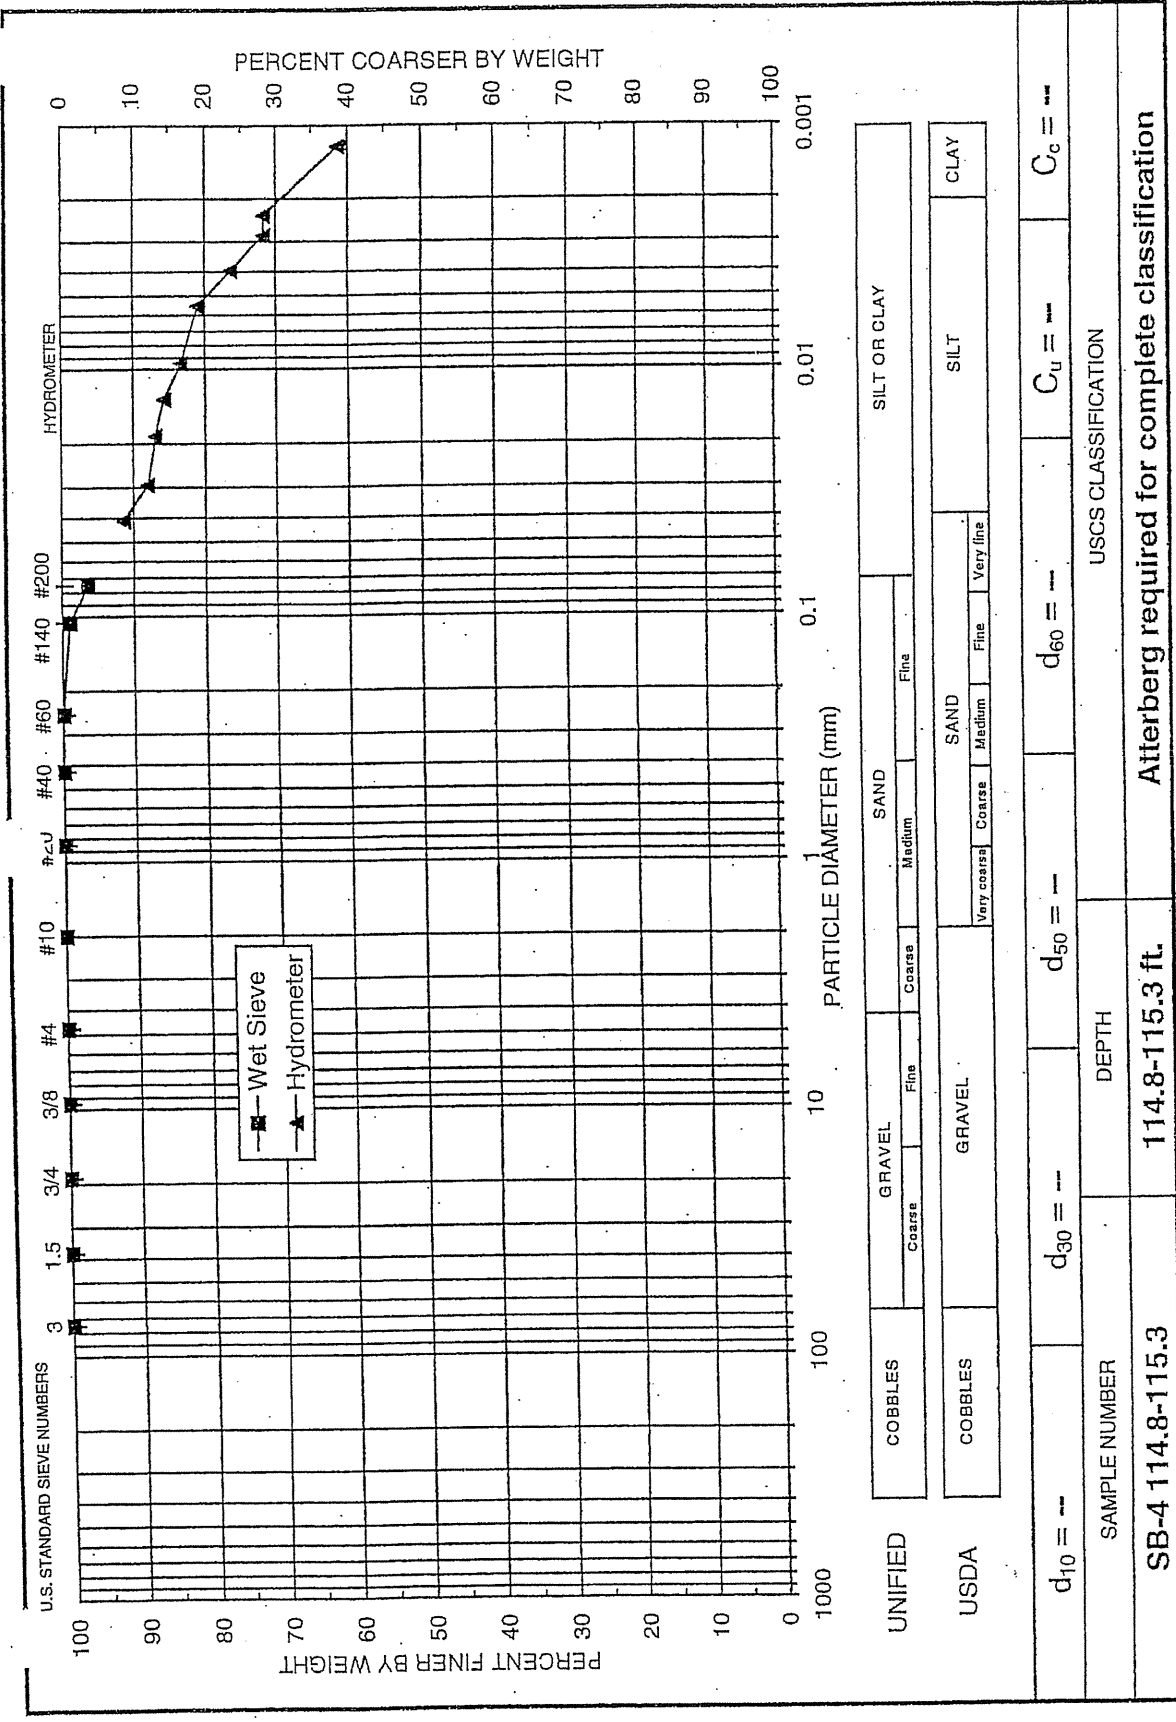 U.S. STANDARD SIEVE NUMBERS
3 1.5 3/4 3/8 #4 #10 #20 #40 #60 #140 #200 HYDROMETER
PERCENT FINER BY WEIGHT
100
90
80
70
60
50
40
30
20
10
0
PERCENT COARSER BY WEIGHT
0
10
20
30
40
50
60
70
80
90
100
Wet Sieve
Hydrometer
1000 100 10 1 0.1 0.01 0.001
PARTICLE DIAMETER (mm)
UNIFIED
COBBLES GRAVEL SAND SILT OR CLAY
Coarse Fine Coarse Medium Fine
USDA
COBBLES GRAVEL SAND SILT CLAY
Very coarse Coarse Medium Fine Very fine
d10 = -- d30 = -- d50 = -- d60 = -- Cu = -- Cc = --
SAMPLE NUMBER DEPTH USCS CLASSIFICATION
SB-4 114.8-115.3 114.8-115.3 ft. Atterberg required for complete classification